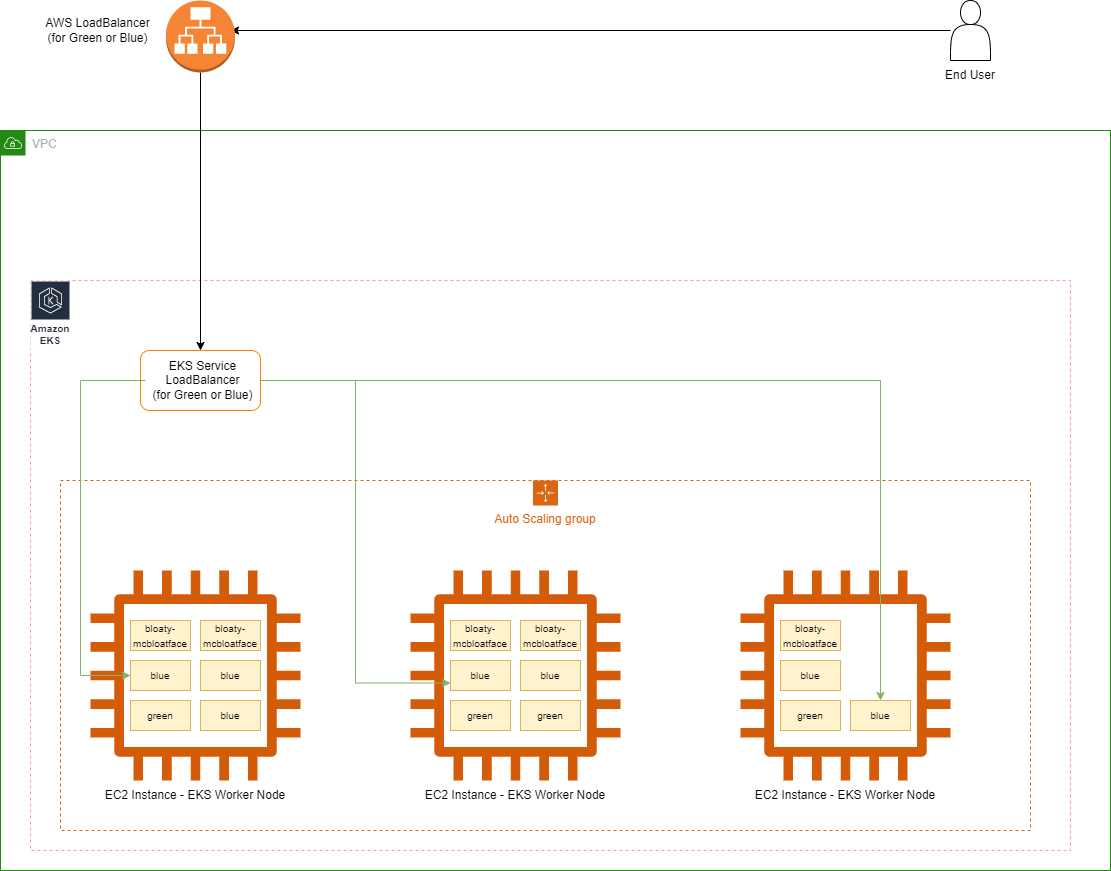 AWS LoadBalancer
(for Green or Blue)
End User
VPC
Amazon
EKS
EKS Service
LoadBalancer
(for Green or Blue)
Auto Scaling group
bloaty-
mcbloatface
bloaty-
mcbloatface
blue
blue
green
blue
EC2 Instance - EKS Worker Node
bloaty-
mcbloatface
bloaty-
mcbloatface
blue
blue
green
green
EC2 Instance - EKS Worker Node
bloaty-
mcbloatface
blue
green
blue
EC2 Instance - EKS Worker Node